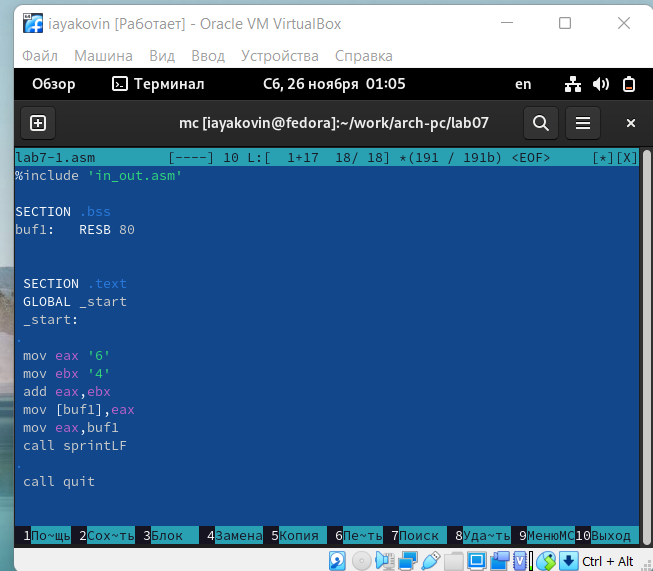 iayakovin [Работает] - Oracle VM VirtualBox
Файл Машина Вид Ввод Устройства Справка
Обзор Терминал Сб, 26 ноября 01:05 en
mc [iayakovin@fedora]:~/work/arch-pc/lab07
lab7-1.asm [----] 10 L:[ 1+17 18/ 18] *(191 / 191b) <EOF> [*][X]
%include 'in_out.asm'
SECTION .bss
buf1: RESB 80
SECTION .text
GLOBAL _start
_start:
.
mov eax '6'
mov ebx '4'
add eax,ebx
mov [buf1],eax
mov eax,buf1
call sprintLF
.
call quit
1По~щь 2Сох~ть 3Блок 4Замена 5Копия 6Пе~ть 7Поиск 8Уда~ть 9МенюMC 10Выход
Ctrl + Alt